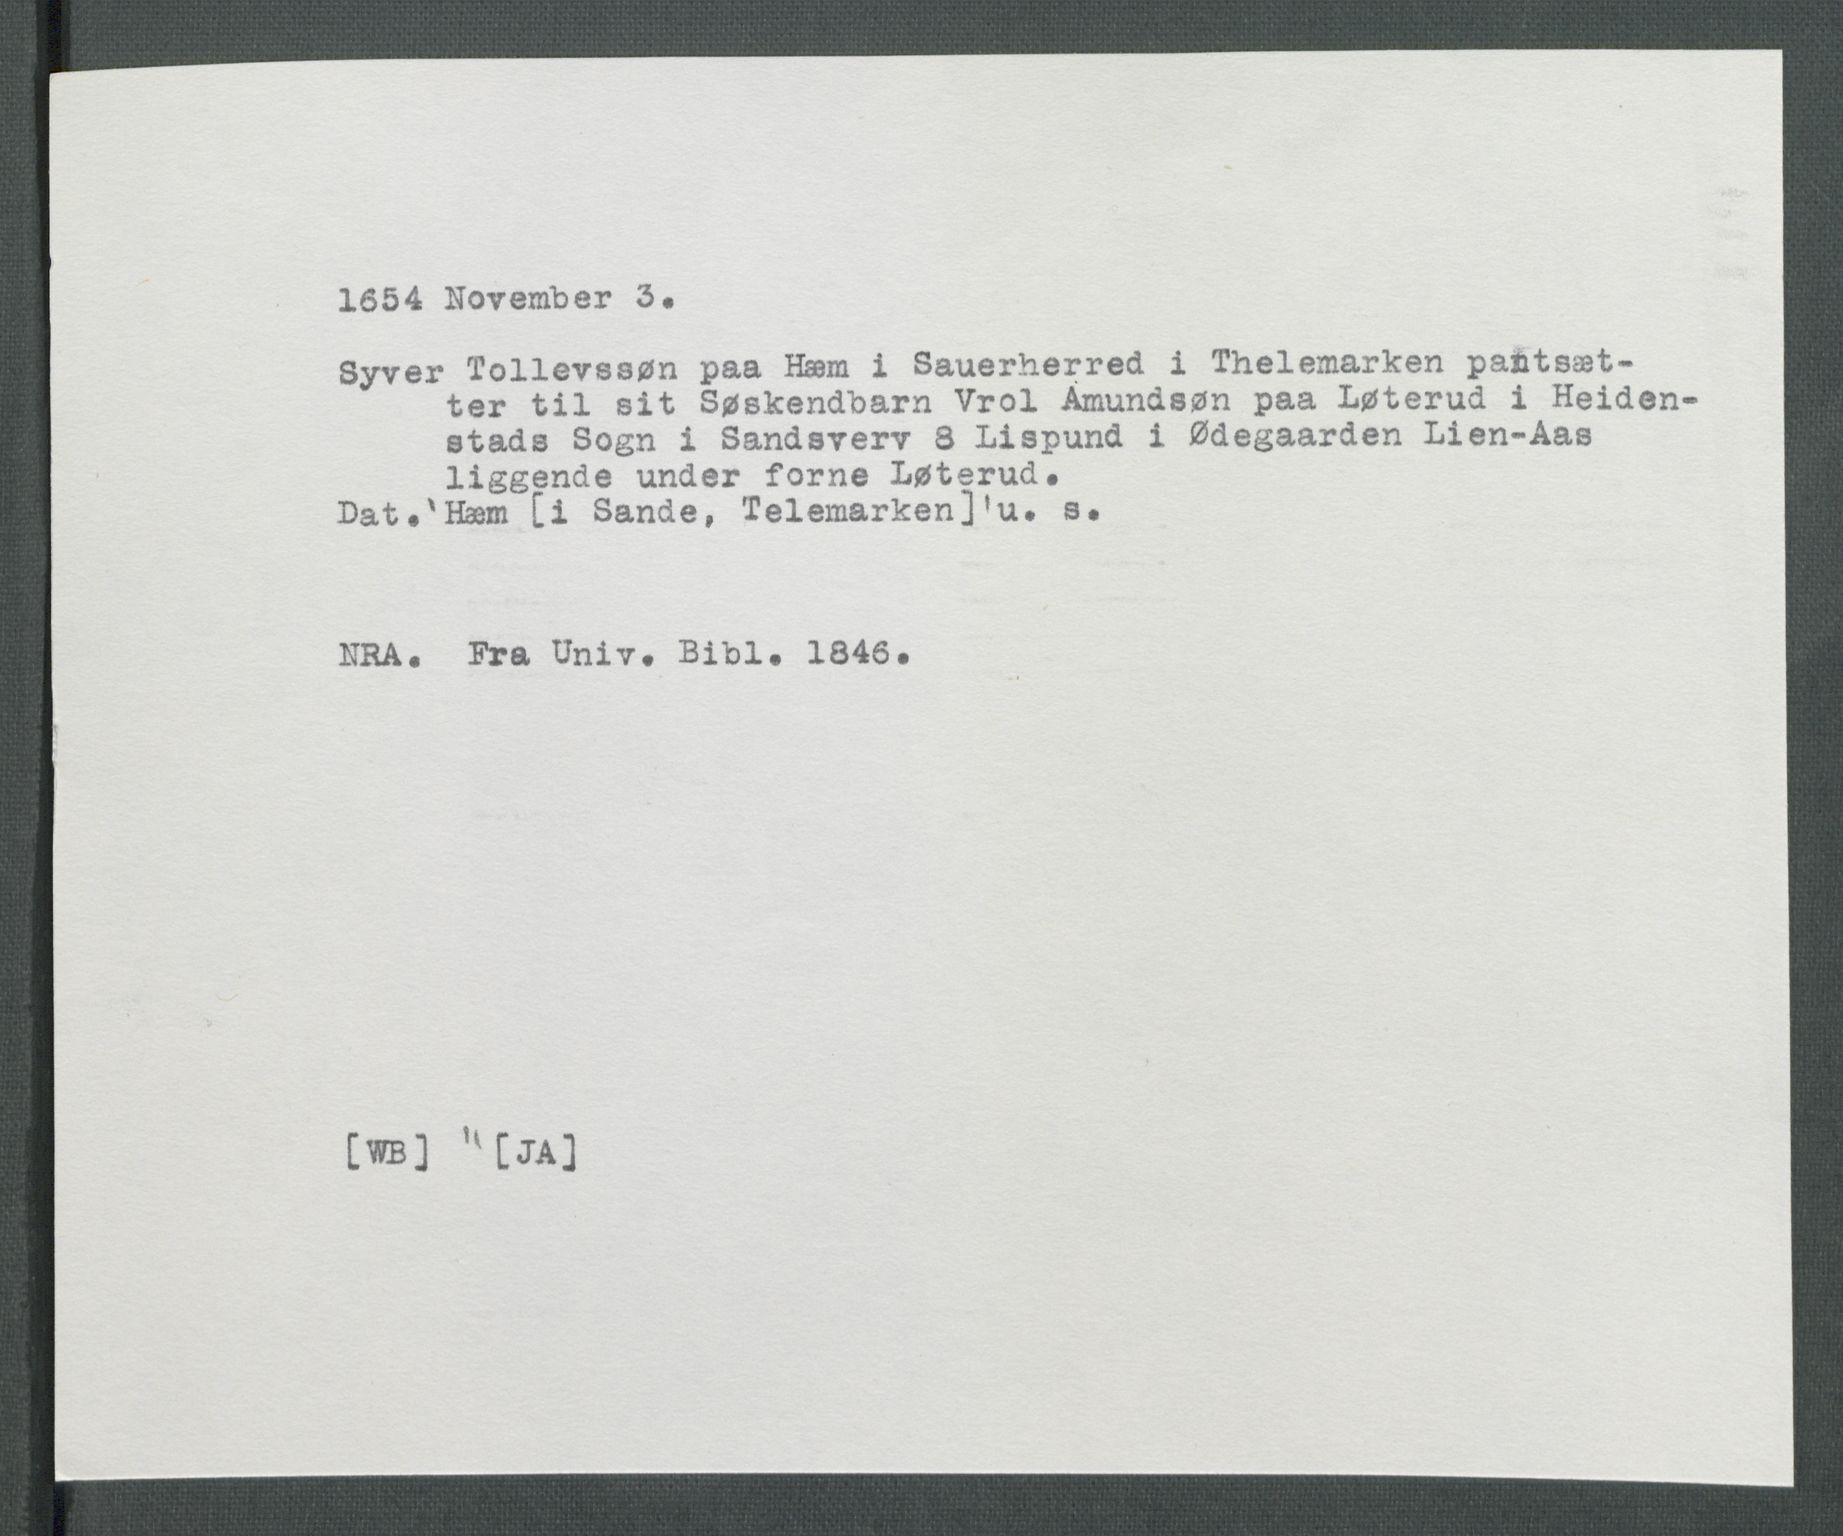 1654 November 3.
Syver Tollevssøn paa Hæm i Sauerherred i Thelemarken pantsæt-
ter til sit Søskendbarn Vrol Amundsøn paa Løterud i Heiden-
stads Sogn i Sandsverv 8 Lispund i Ødegaarden Lien-Aas
liggende under forne Løterud.
Dat.'Hæm [i Sande, Telemarken]'u. s.
NRA. Fra Univ. Bibl. 1846.
[WB] "[JA]